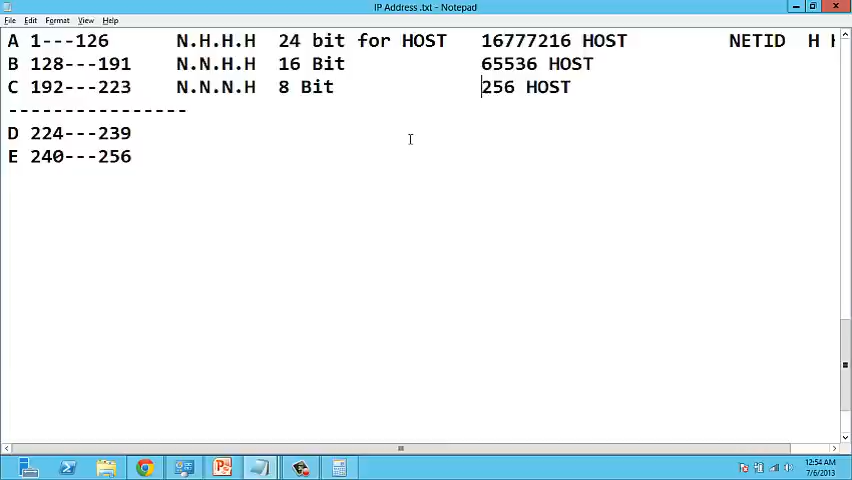 IP Address .txt - Notepad
File Edit Format View Help
A 1---126 N.H.H.H 24 bit for HOST 16777216 HOST NETID H
B 128---191 N.N.H.H 16 Bit 65536 HOST
C 192---223 N.N.N.H 8 Bit 256 HOST
----------------
D 224---239
E 240---256
12:54 AM
7/6/2013